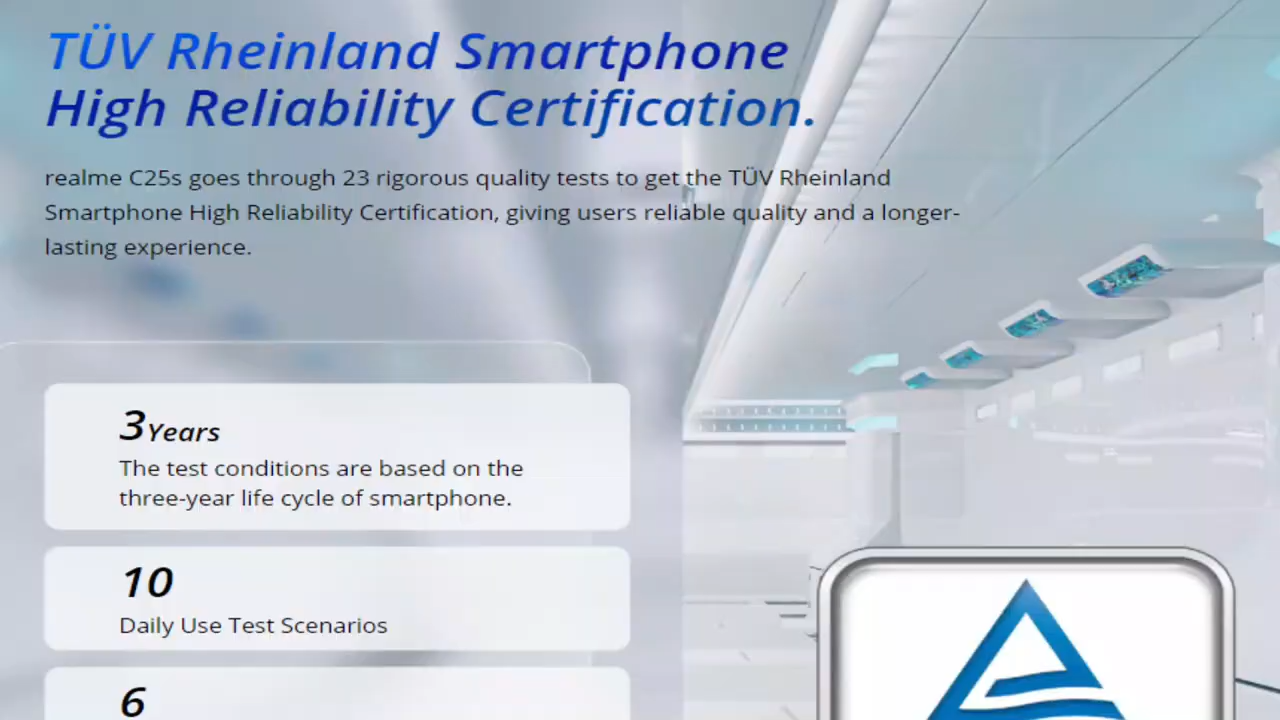 TÜV Rheinland Smartphone
High Reliability Certification.
realme C25s goes through 23 rigorous quality tests to get the TÜV Rheinland
Smartphone High Reliability Certification, giving users reliable quality and a longer-
lasting experience.
3Years
The test conditions are based on the
three-year life cycle of smartphone.
10
Daily Use Test Scenarios
6